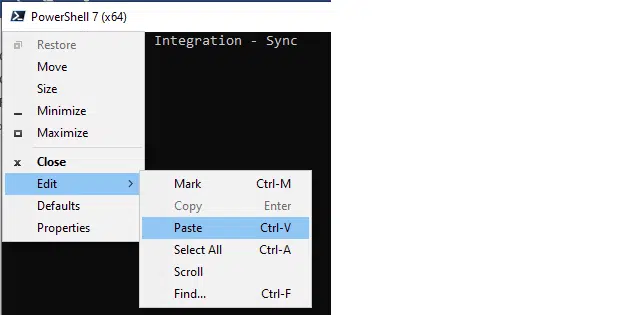 PowerShell 7 (x64)
Integration - Sync
Restore
Move
Size
Minimize
Maximize
Close
Edit
Defaults
Properties
Mark Ctrl-M
Copy Enter
Paste Ctrl-V
Select All Ctrl-A
Scroll
Find... Ctrl-F